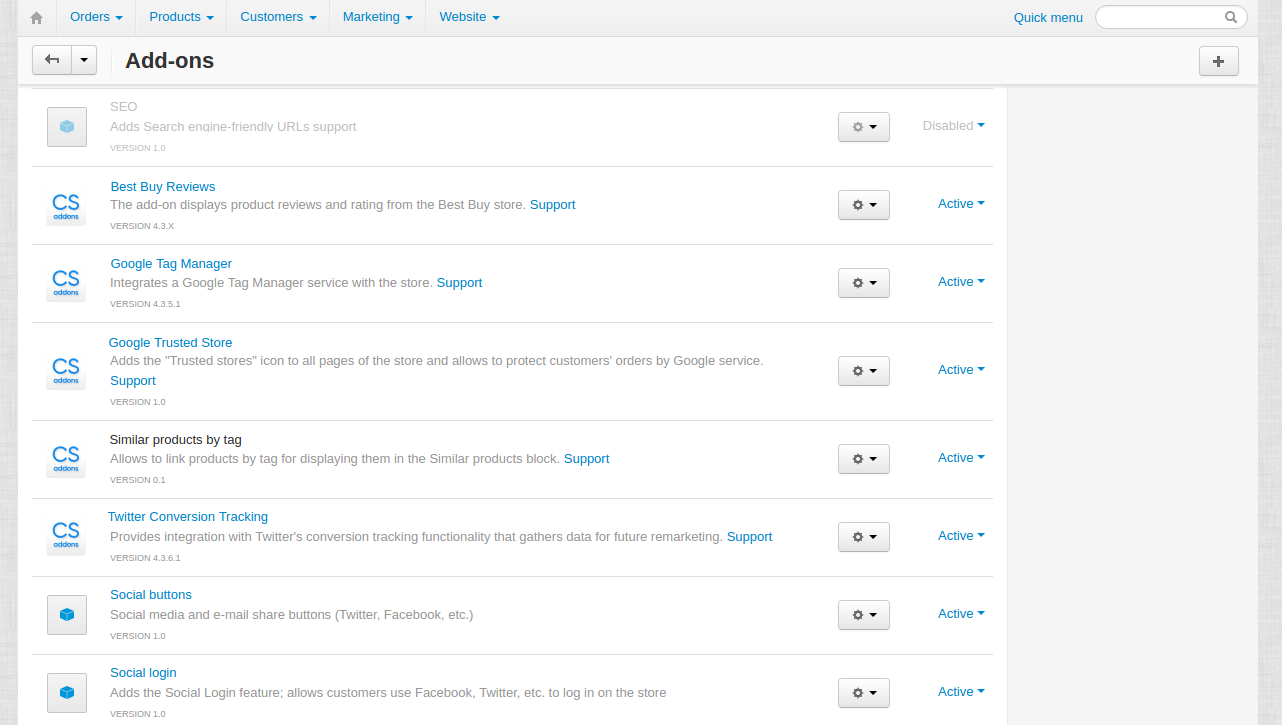 Orders Products Customers Marketing Website Quick menu
Add-ons
SEO
Adds Search engine-friendly URLs support
Disabled
VERSION 1.0
Best Buy Reviews
CS addons
The add-on displays product reviews and rating from the Best Buy store. Support
Active
VERSION 4.3.X
Google Tag Manager
CS addons
Integrates a Google Tag Manager service with the store. Support
Active
VERSION 4.3.5.1
Google Trusted Store
CS addons
Adds the "Trusted stores" icon to all pages of the store and allows to protect customers' orders by Google service.
Support
Active
VERSION 1.0
Similar products by tag
CS addons
Allows to link products by tag for displaying them in the Similar products block. Support
Active
VERSION 0.1
Twitter Conversion Tracking
CS addons
Provides integration with Twitter's conversion tracking functionality that gathers data for future remarketing. Support
Active
VERSION 4.3.6.1
Social buttons
Social media and e-mail share buttons (Twitter, Facebook, etc.)
Active
VERSION 1.0
Social login
Adds the Social Login feature; allows customers use Facebook, Twitter, etc. to log in on the store
Active
VERSION 1.0